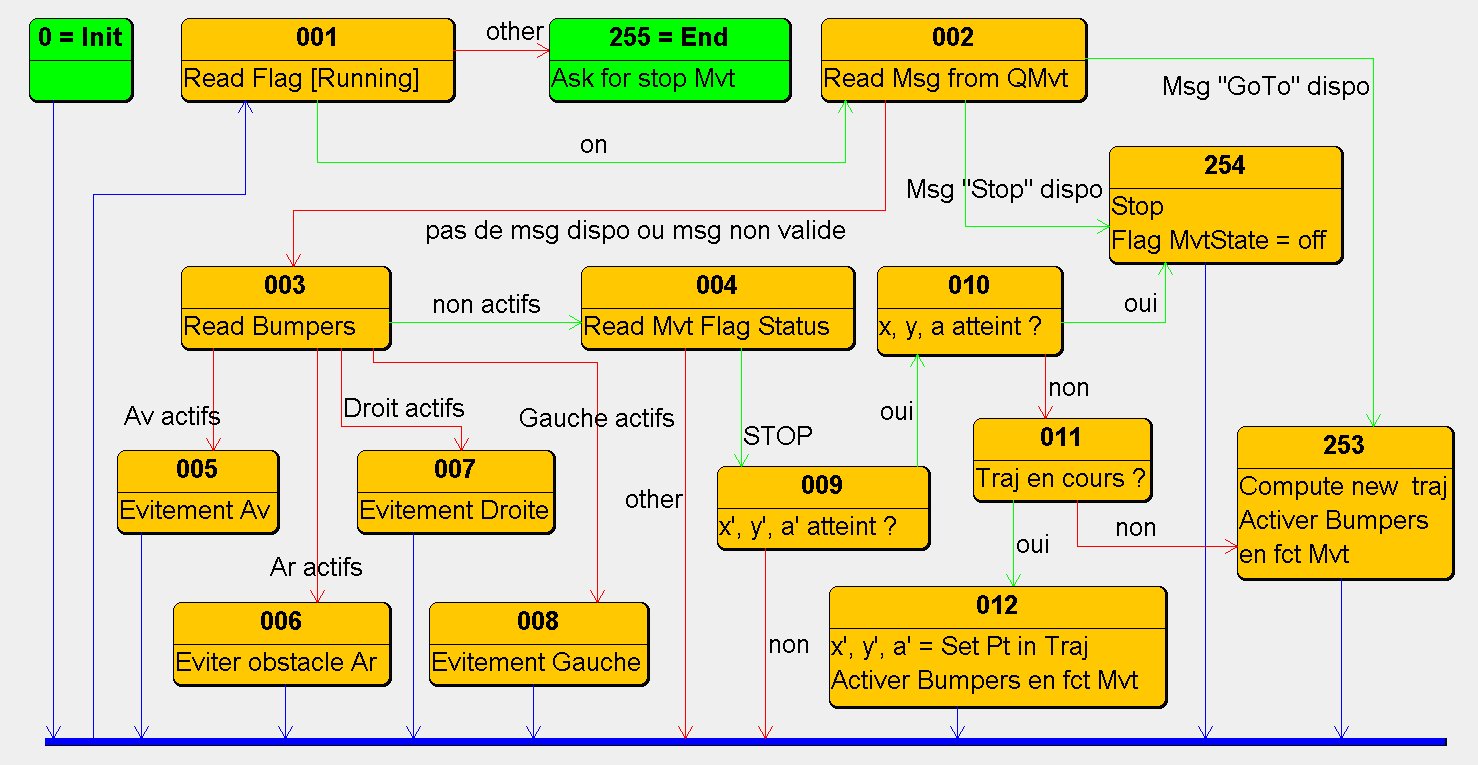 0 = Init
001
Read Flag [Running]
other
255 = End
Ask for stop Mvt
002
Read Msg from QMvt
Msg "GoTo" dispo
on
254
Stop
Flag MvtState = off
Msg "Stop" dispo
pas de msg dispo ou msg non valide
003
Read Bumpers
non actifs
004
Read Mvt Flag Status
010
x, y, a atteint ?
oui
non
Av actifs
Droit actifs
Gauche actifs
oui
STOP
011
Traj en cours ?
253
Compute new traj
Activer Bumpers
en fct Mvt
005
Evitement Av
007
Evitement Droite
other
009
x', y', a' atteint ?
oui
non
Ar actifs
006
Eviter obstacle Ar
008
Evitement Gauche
non
012
x', y', a' = Set Pt in Traj
Activer Bumpers en fct Mvt